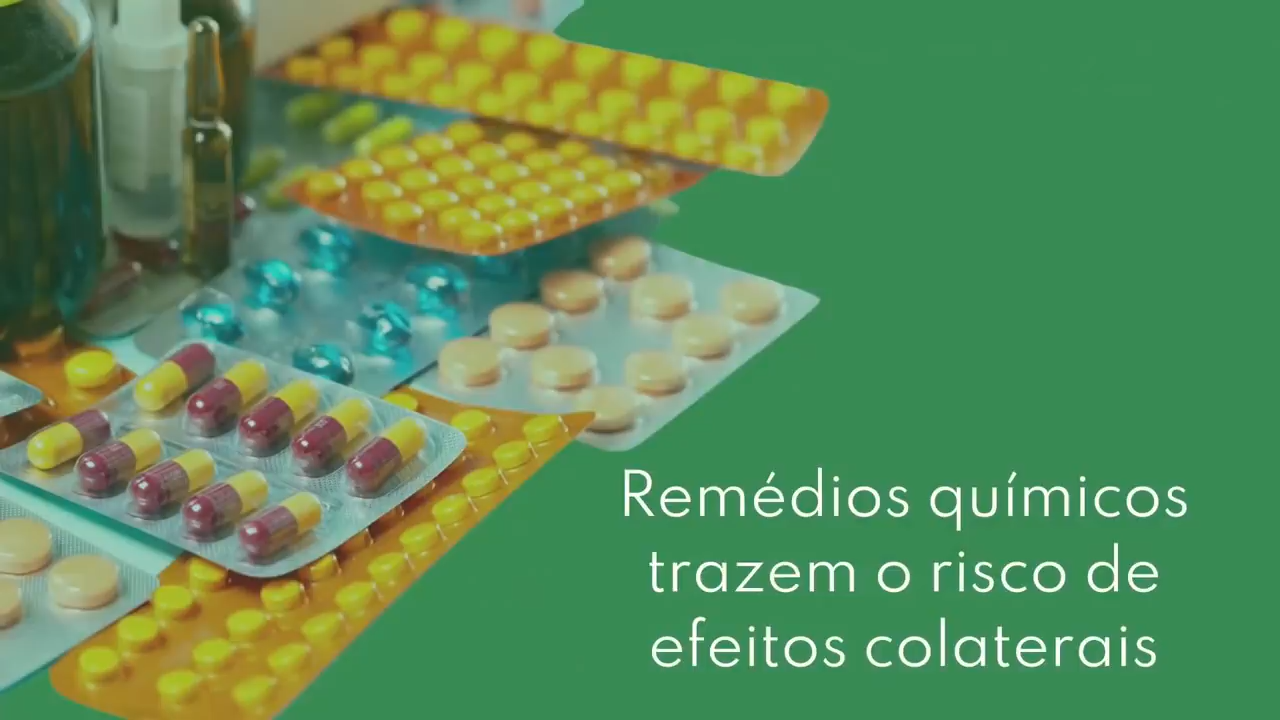 Remédios químicos
trazem o risco de
efeitos colaterais